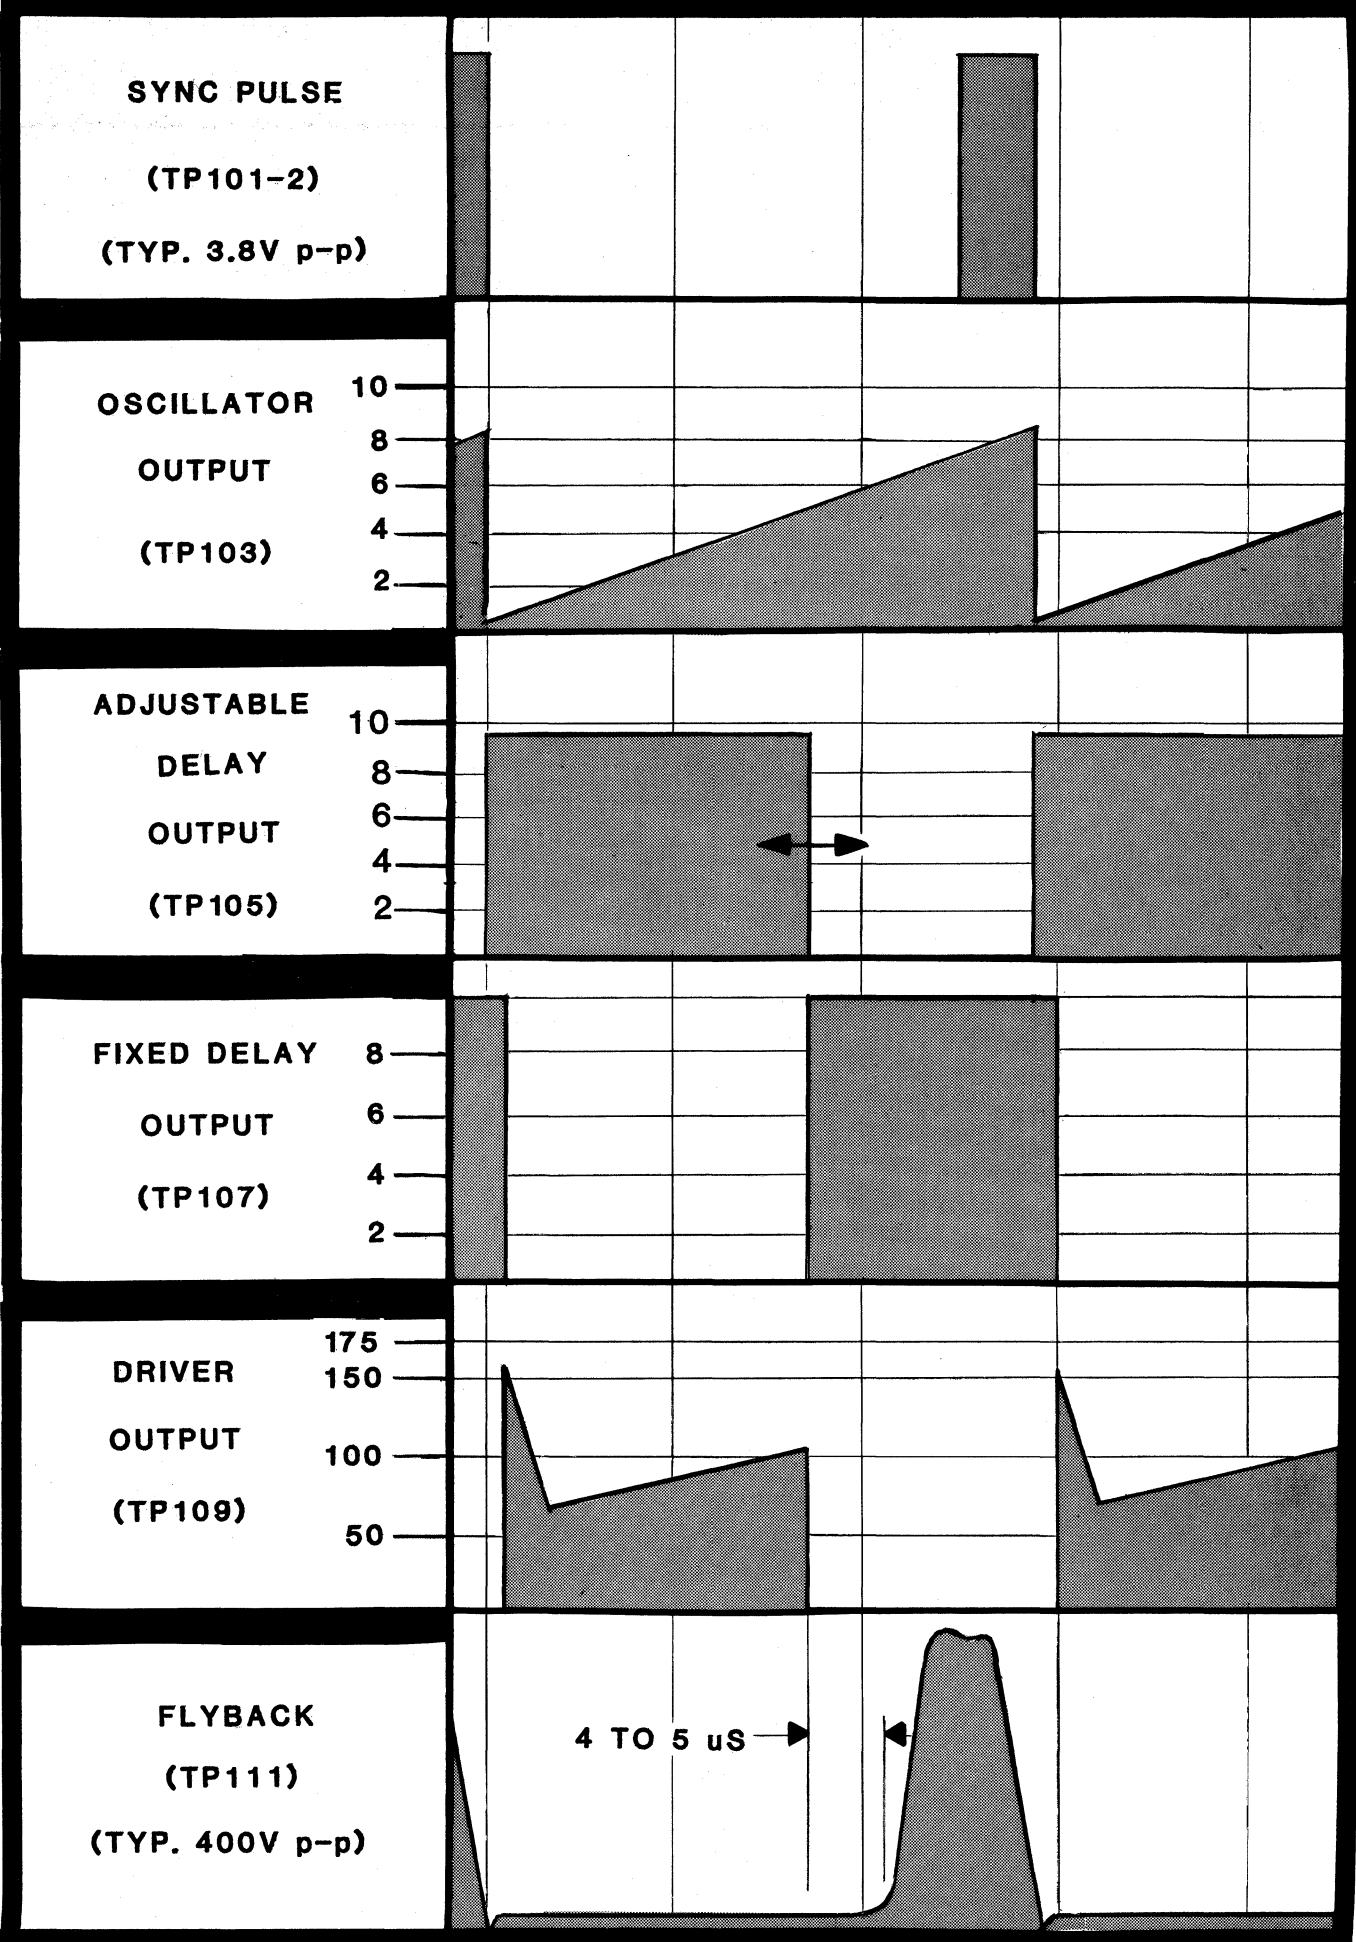 SYNC PULSE
(TP101-2)
(TYP. 3.8V p-p)
OSCILLATOR
OUTPUT
(TP103)
10
8
6
4
2
ADJUSTABLE
DELAY
OUTPUT
(TP105)
10
8
6
4
2
FIXED DELAY
OUTPUT
(TP107)
8
6
4
2
DRIVER
OUTPUT
(TP109)
175
150
100
50
FLYBACK
(TP111)
(TYP. 400V p-p)
4 TO 5 uS